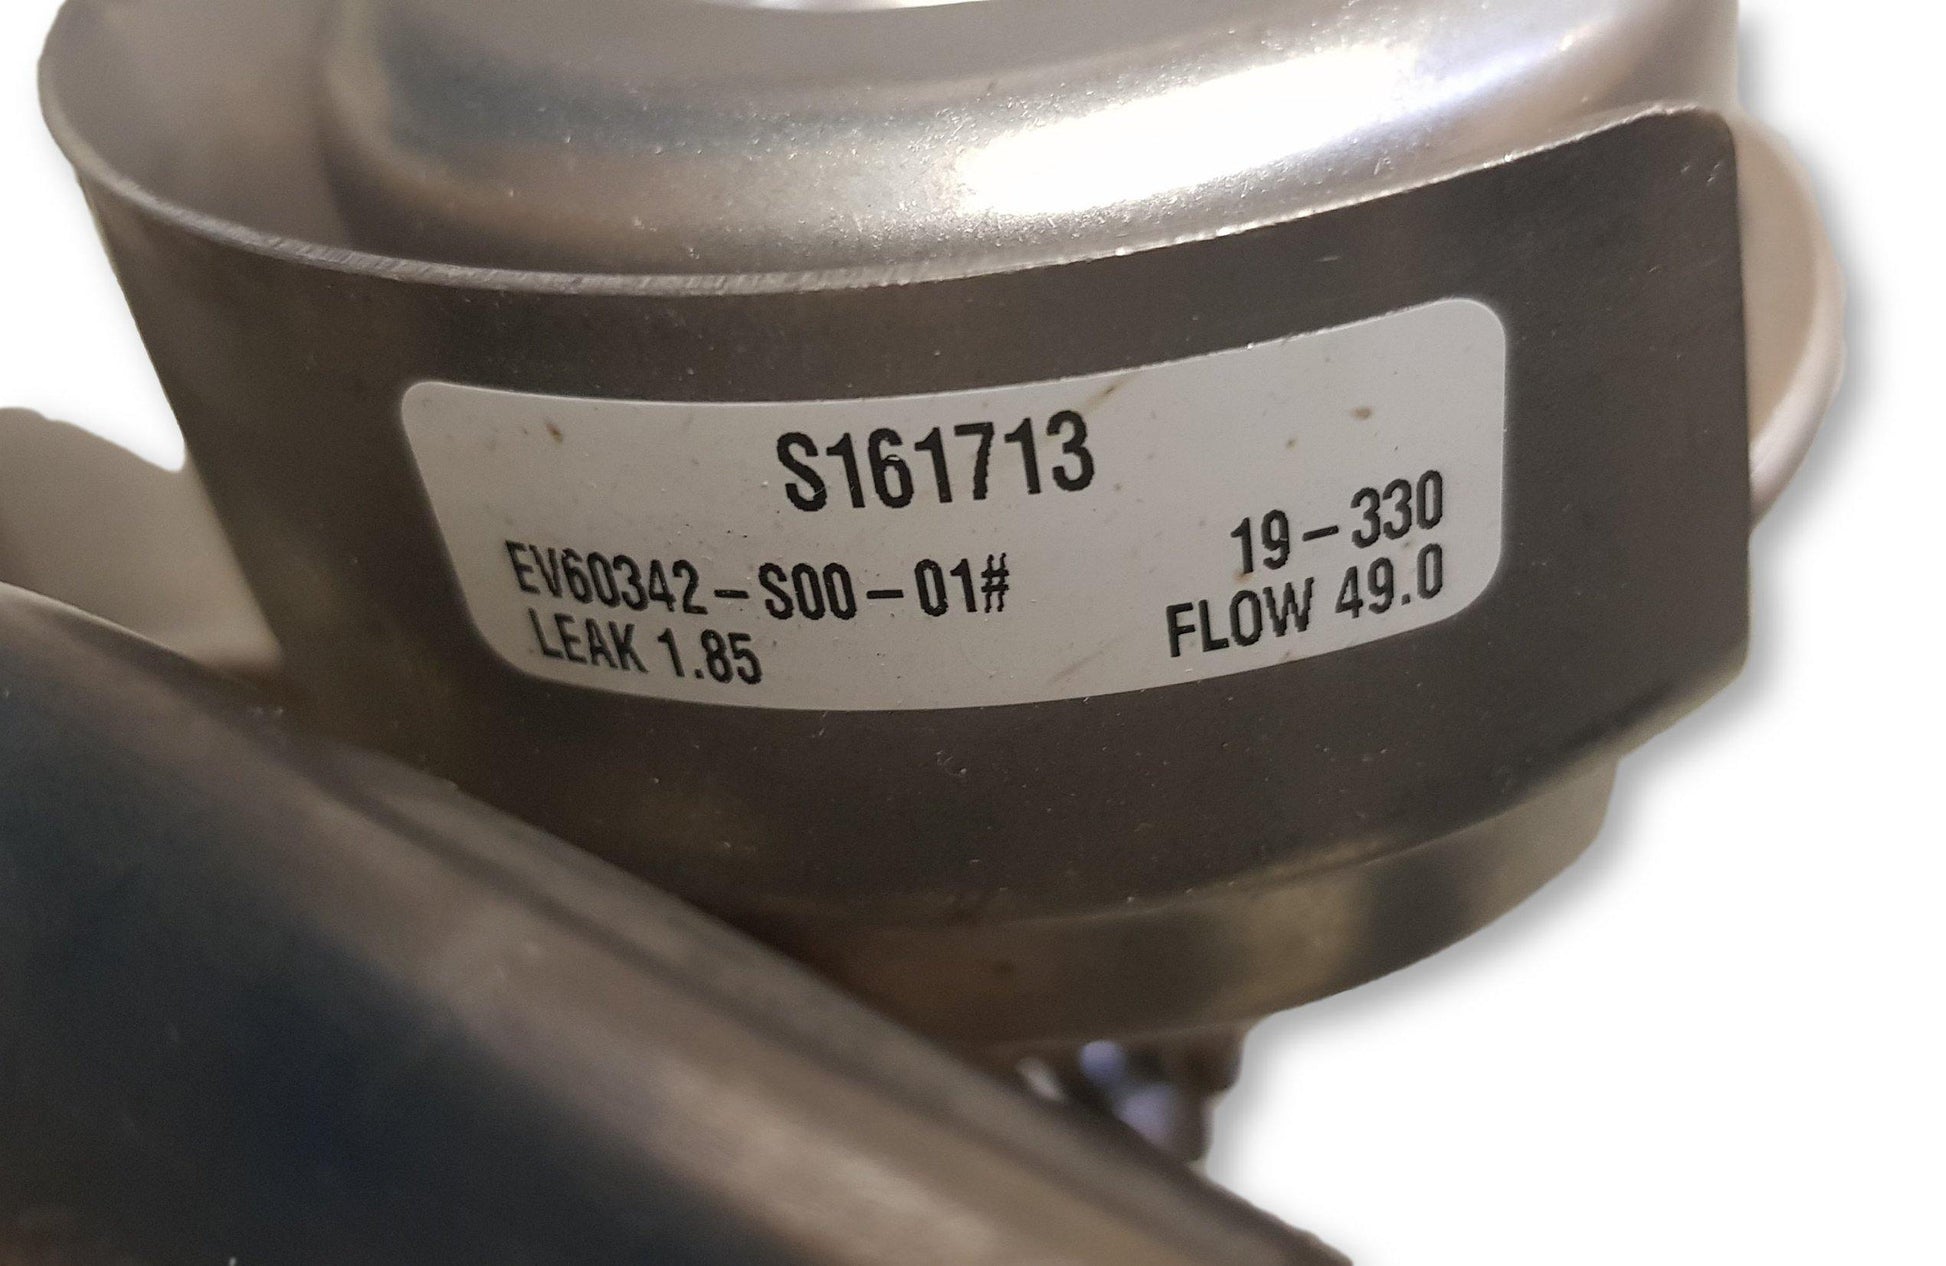 S161713
EV60342-S00-01# 19-330
LEAK 1.85 FLOW 49.0